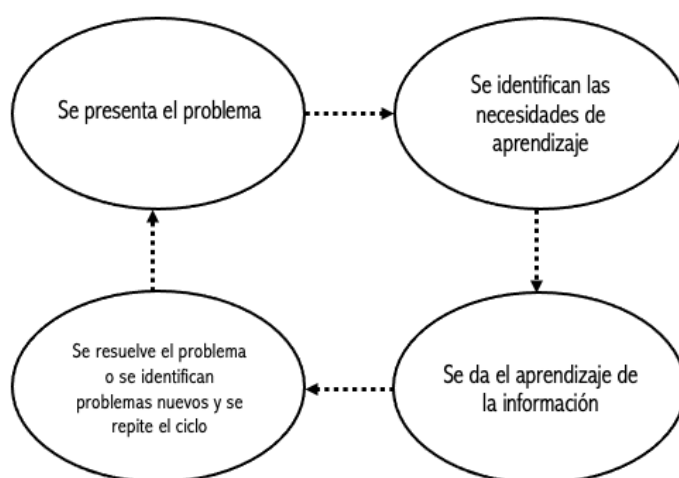 Se presenta el problema
Se identifican las
necesidades de
aprendizaje
Se da el aprendizaje de
la información
Se resuelve el problema
o se identifican
problemas nuevos y se
repite el ciclo